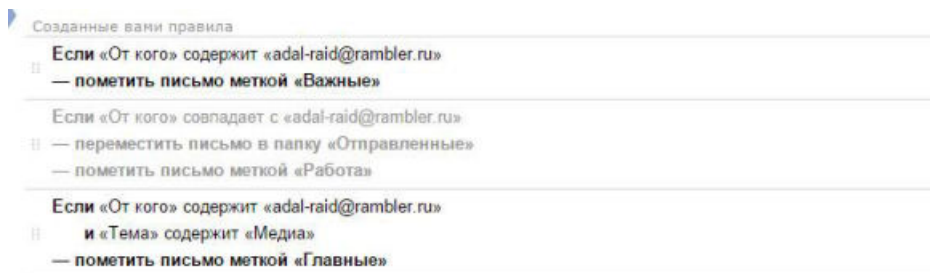 Созданные вами правила
Если «От кого» содержит «adal-raid@rambler.ru»
— пометить письмо меткой «Важные»
Если «От кого» совпадает с «adal-raid@rambler.ru»
— переместить письмо в папку «Отправленные»
— пометить письмо меткой «Работа»
Если «От кого» содержит «adal-raid@rambler.ru»
и «Тема» содержит «Медиа»
— пометить письмо меткой «Главные»